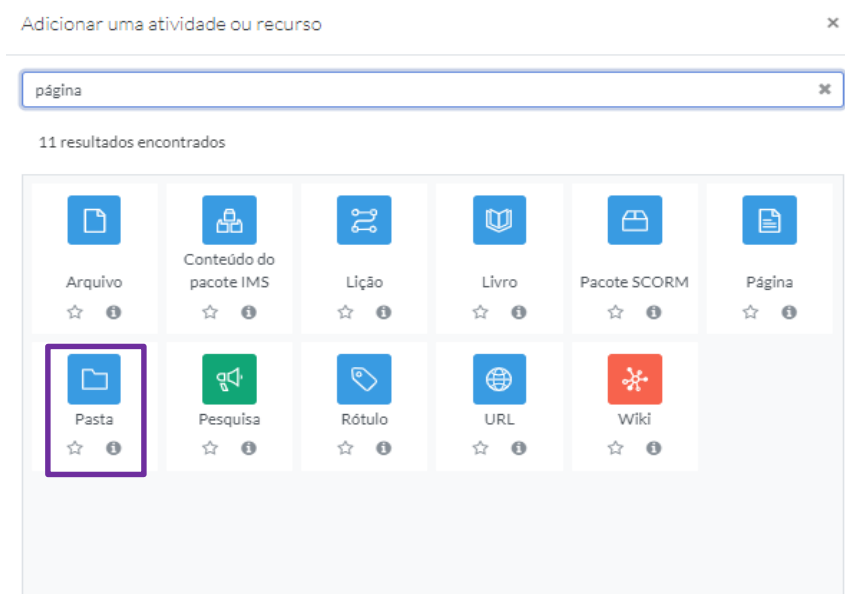 Adicionar uma atividade ou recurso
página
11 resultados encontrados
Arquivo
Conteúdo do
pacote IMS
Lição
Livro
Pacote SCORM
Página
Pasta
Pesquisa
Rótulo
URL
Wiki